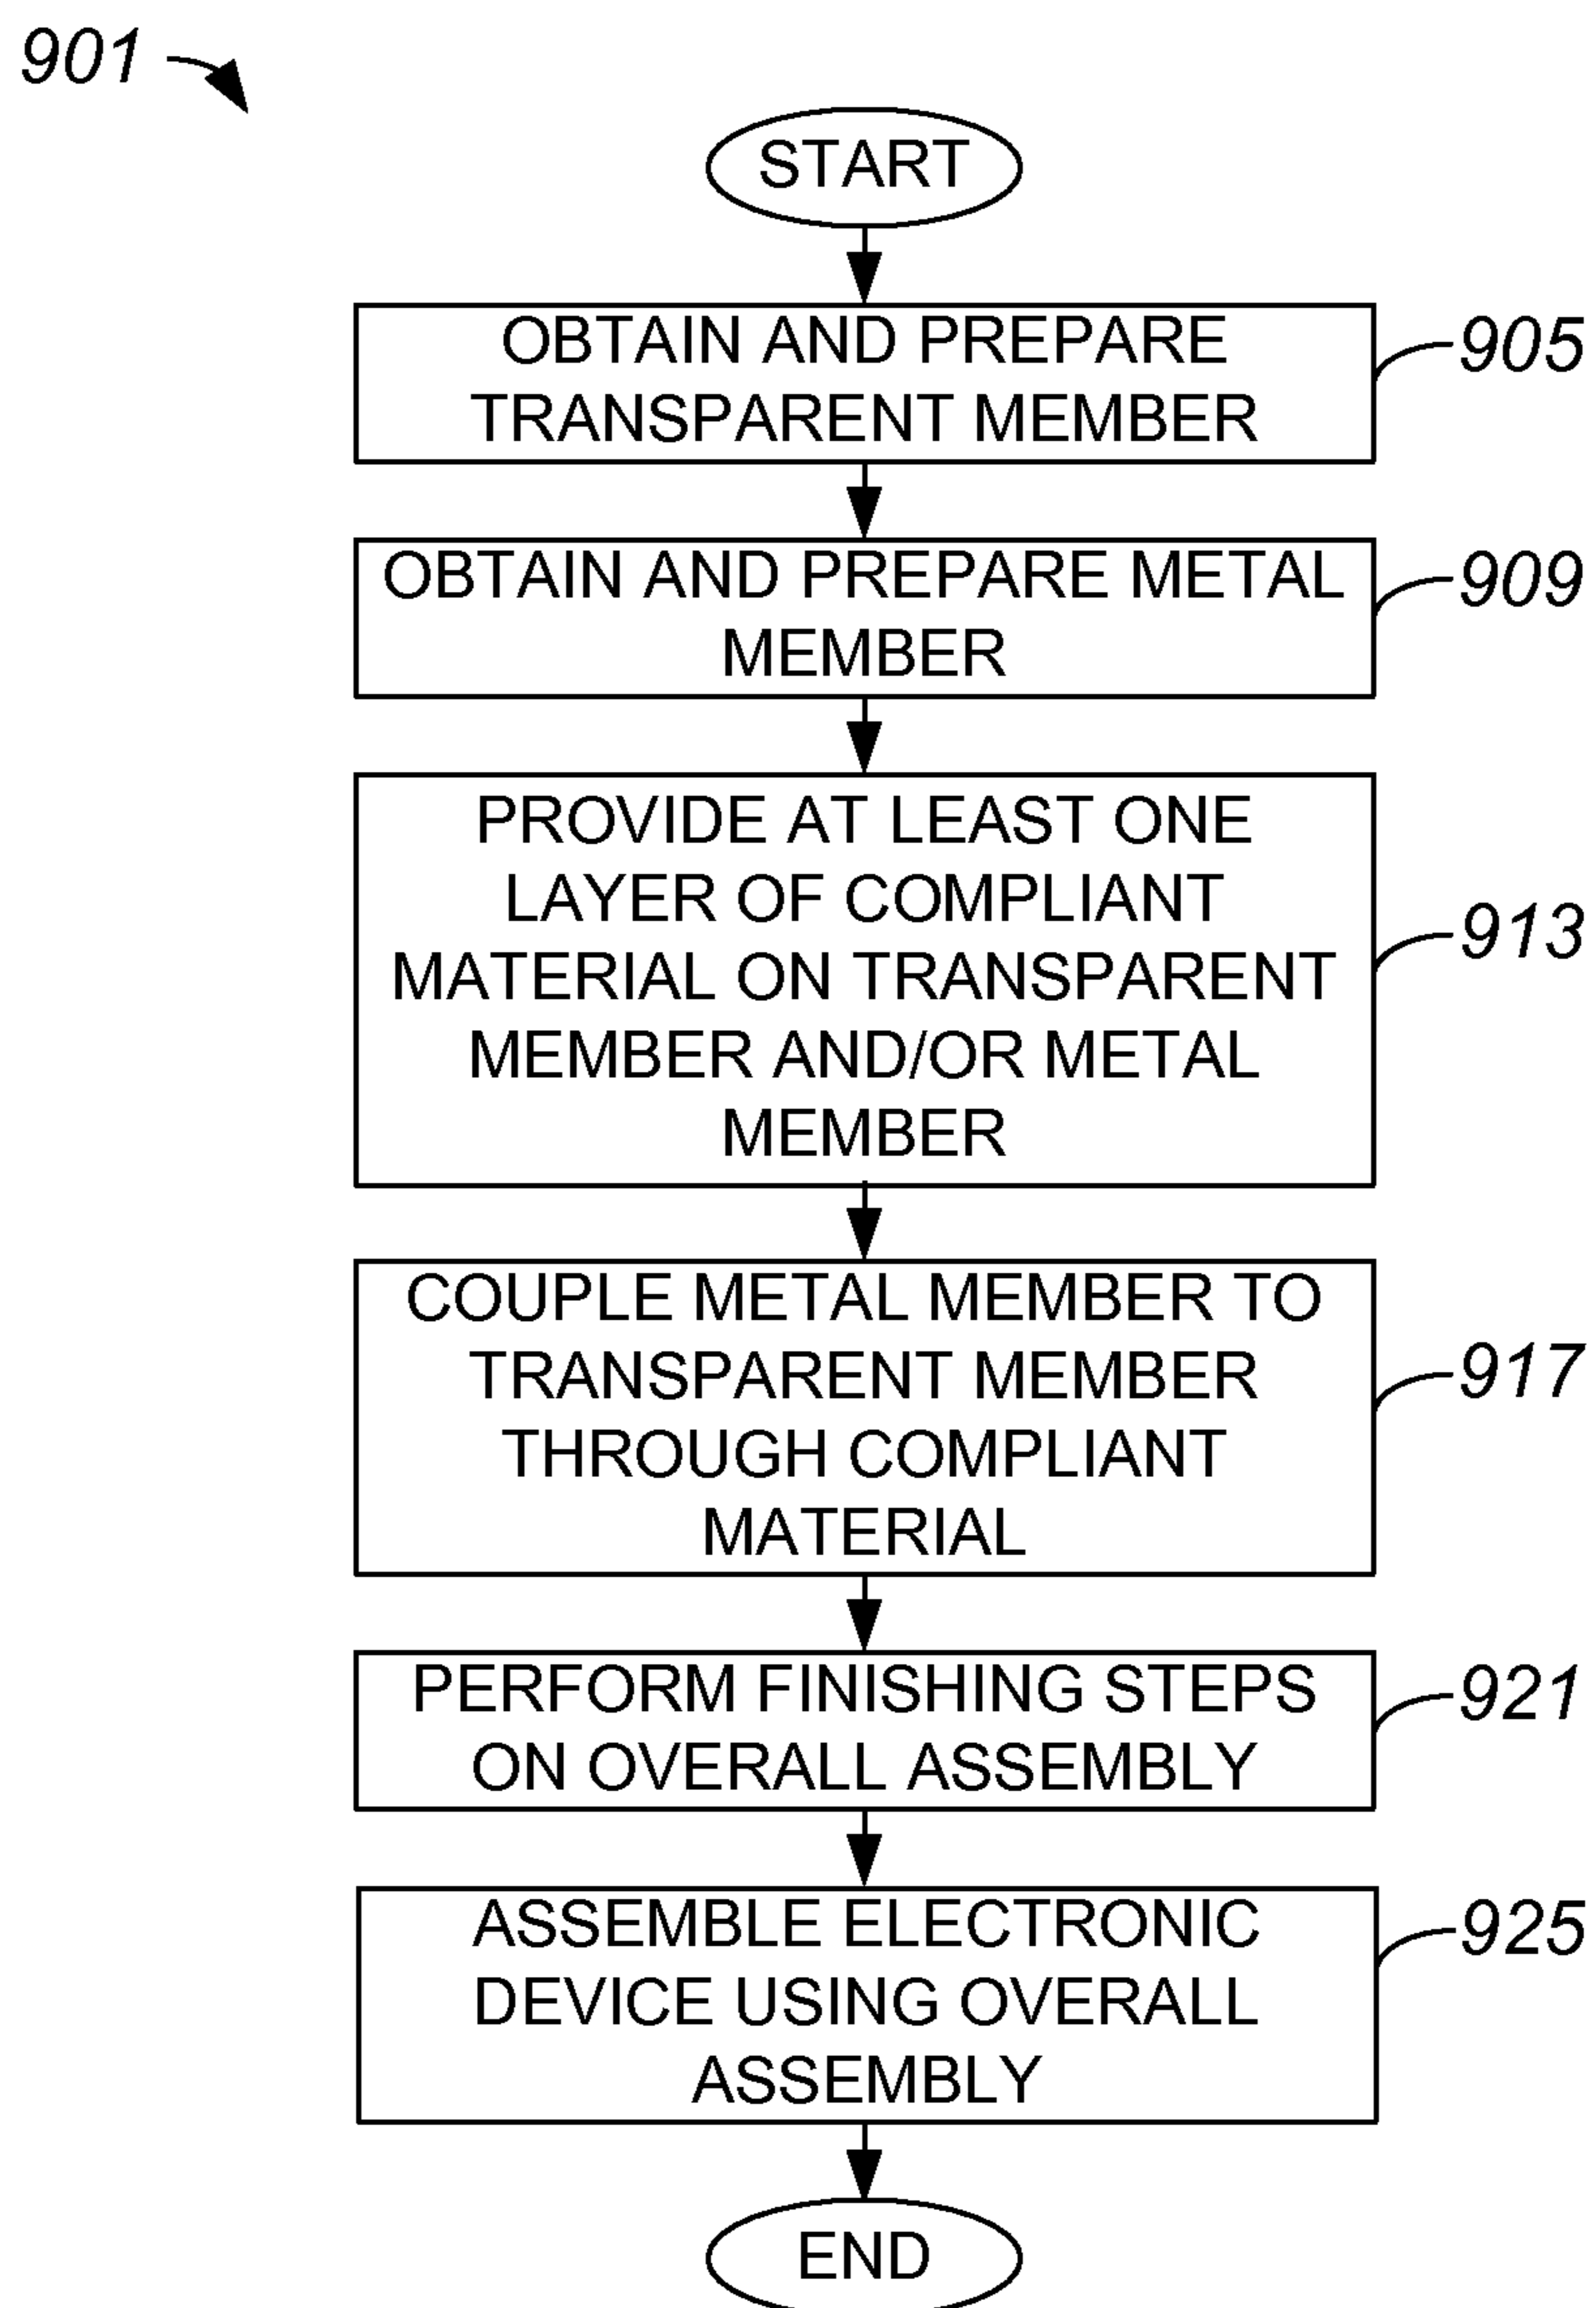 901
START
OBTAIN AND PREPARE
TRANSPARENT MEMBER
905
OBTAIN AND PREPARE METAL
MEMBER
909
PROVIDE AT LEAST ONE
LAYER OF COMPLIANT
MATERIAL ON TRANSPARENT
MEMBER AND/OR METAL
MEMBER
913
COUPLE METAL MEMBER TO
TRANSPARENT MEMBER
THROUGH COMPLIANT
MATERIAL
917
PERFORM FINISHING STEPS
ON OVERALL ASSEMBLY
921
ASSEMBLE ELECTRONIC
DEVICE USING OVERALL
ASSEMBLY
925
END